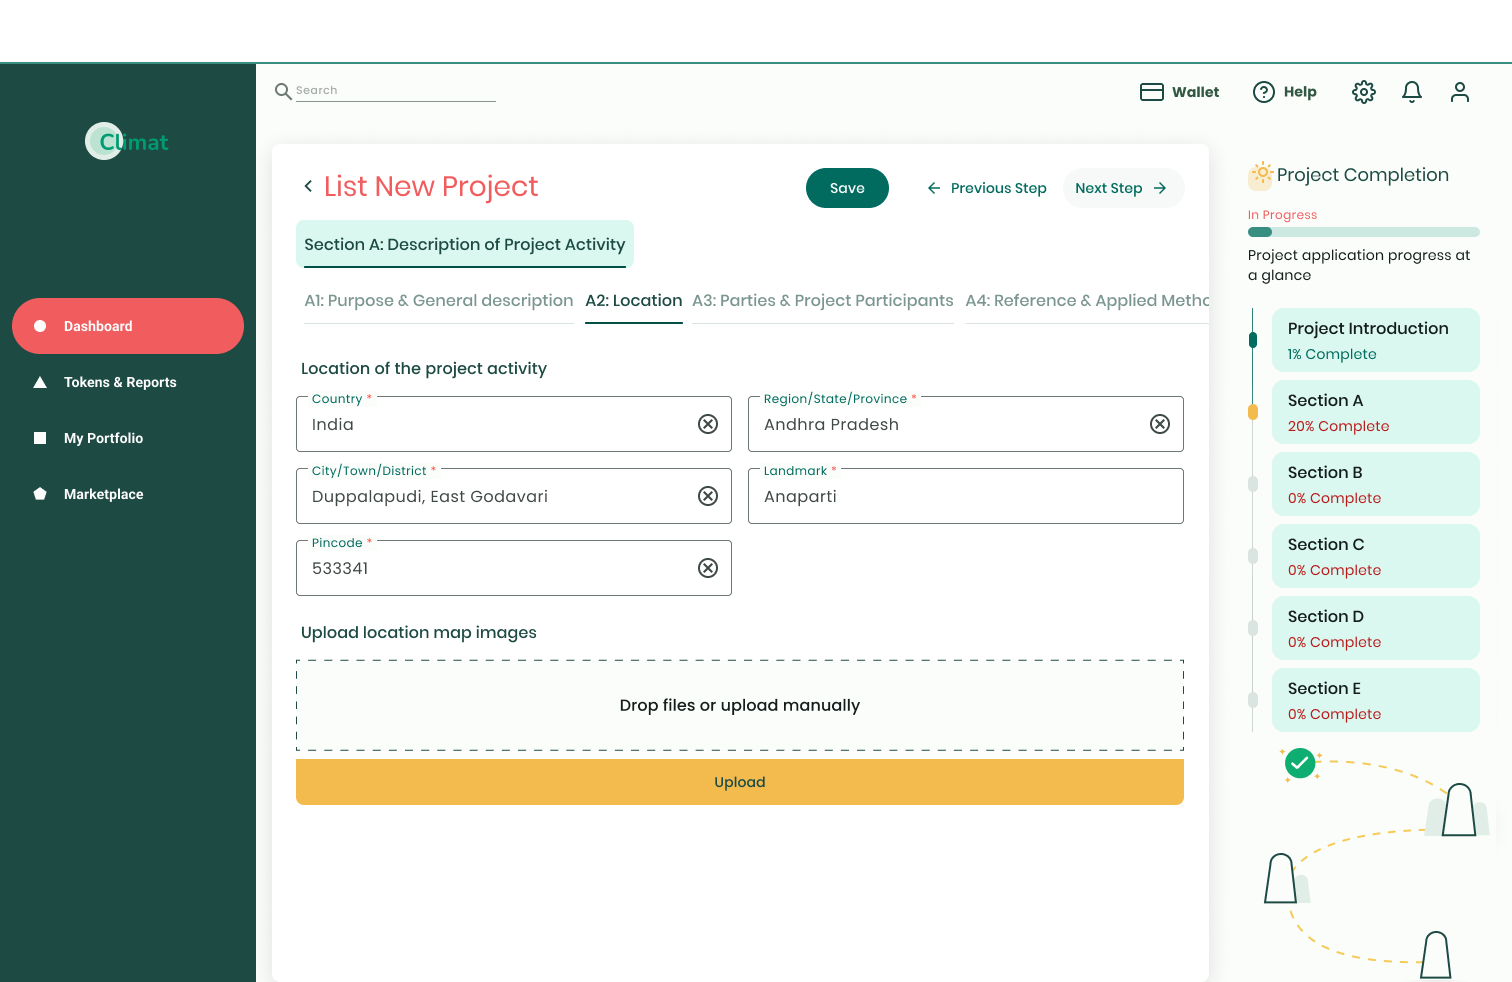 Search
Wallet
Help
Climat
Dashboard
Tokens & Reports
My Portfolio
Marketplace
List New Project
Save
Previous Step
Next Step
Section A: Description of Project Activity
A1: Purpose & General description
A2: Location
A3: Parties & Project Participants
A4: Reference & Applied Metho
Location of the project activity
Country *
India
Region/State/Province *
Andhra Pradesh
City/Town/District *
Duppalapudi, East Godavari
Landmark *
Anaparti
Pincode *
533341
Upload location map images
Drop files or upload manually
Upload
Project Completion
In Progress
Project application progress at
a glance
Project Introduction
1% Complete
Section A
20% Complete
Section B
0% Complete
Section C
0% Complete
Section D
0% Complete
Section E
0% Complete